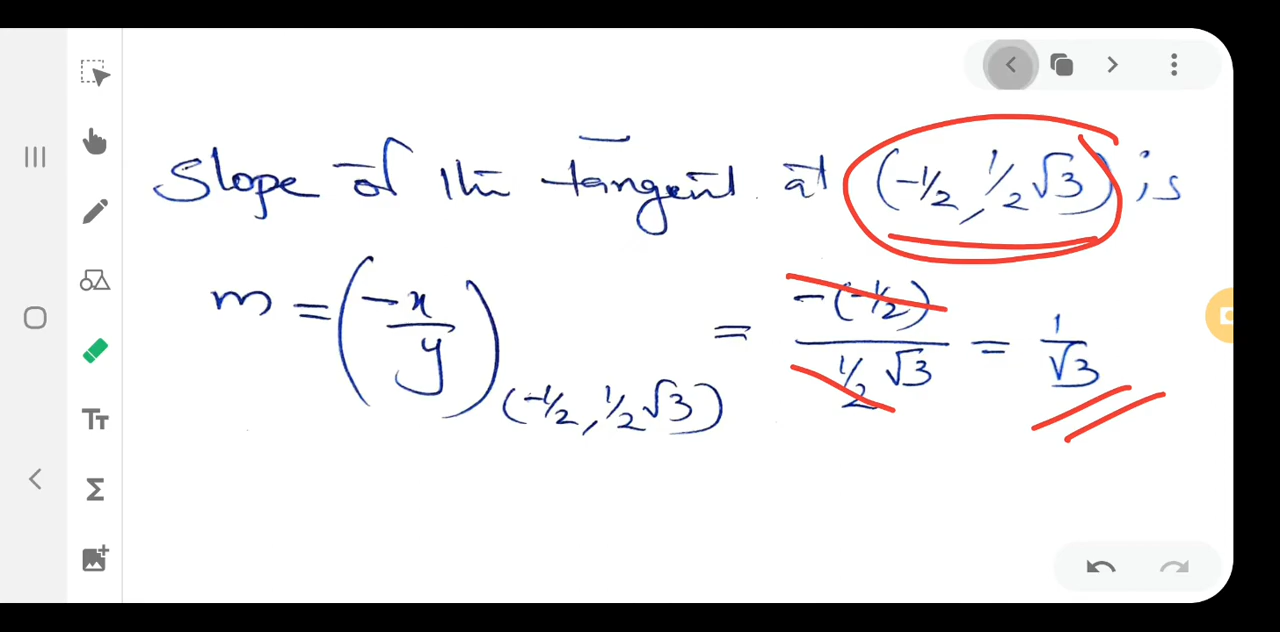 Slope of the tangent at (-1/2, 1/2 √3) is
m = (-x/y)(-1/2, 1/2 √3) = -(-1/2) / 1/2 √3 = 1/√3
Tт
Σ